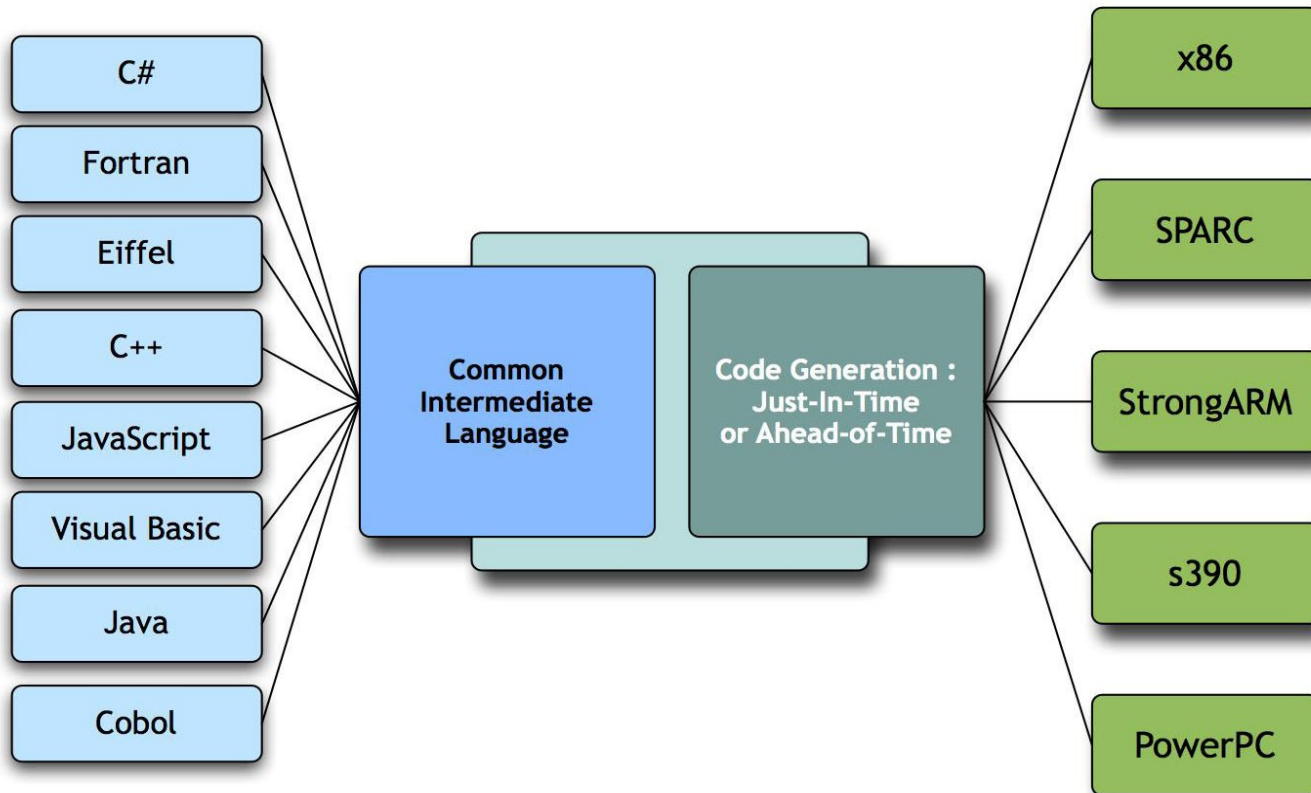 C#
Fortran
Eiffel
C++
JavaScript
Visual Basic
Java
Cobol
Common
Intermediate
Language
Code Generation :
Just-In-Time
or Ahead-of-Time
x86
SPARC
StrongARM
s390
PowerPC